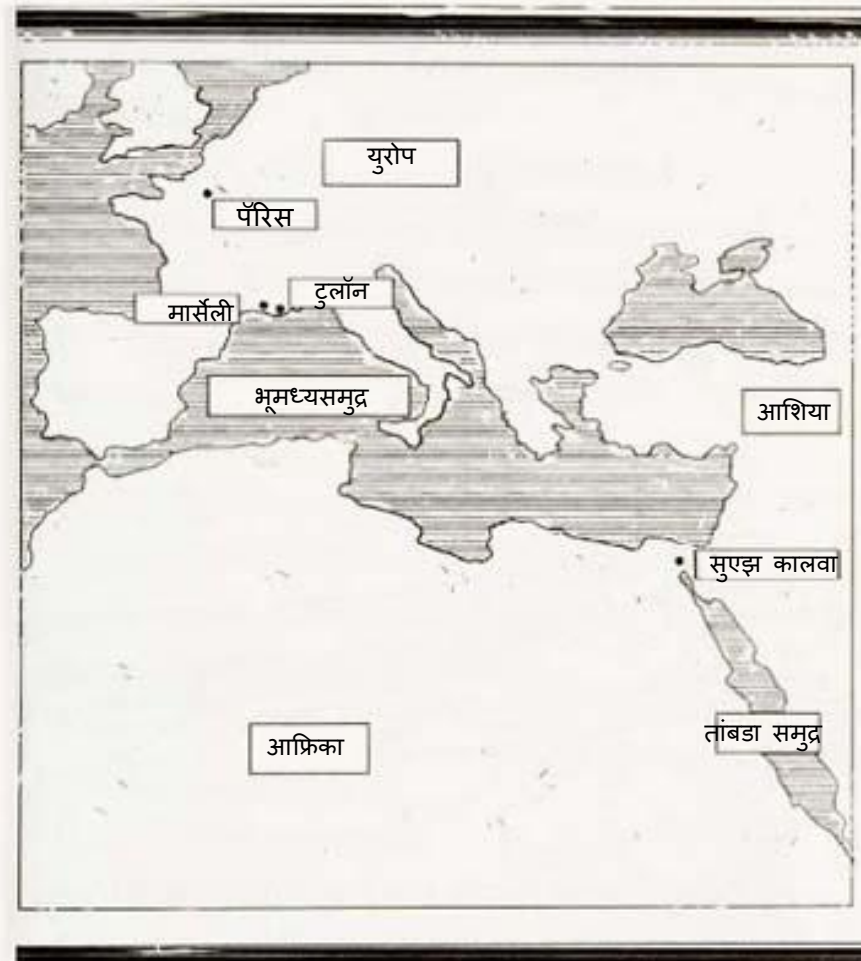 युरोप
पॅरिस
टुलॉन
मार्सेली
भूमध्यसमुद्र
आशिया
सुएझ कालवा
तांबडा समुद्र
आफ्रिका